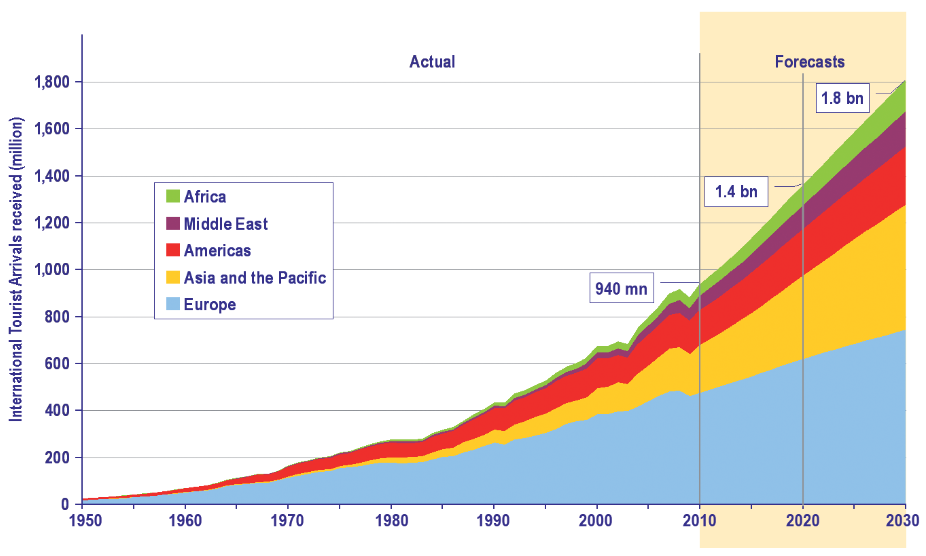 Actual
Forecasts
International Tourist Arrivals received (million)
1,800
1,600
1,400
1,200
1,000
800
600
400
200
0
1.8 bn
1.4 bn
940 mn
Africa
Middle East
Americas
Asia and the Pacific
Europe
1950 1960 1970 1980 1990 2000 2010 2020 2030